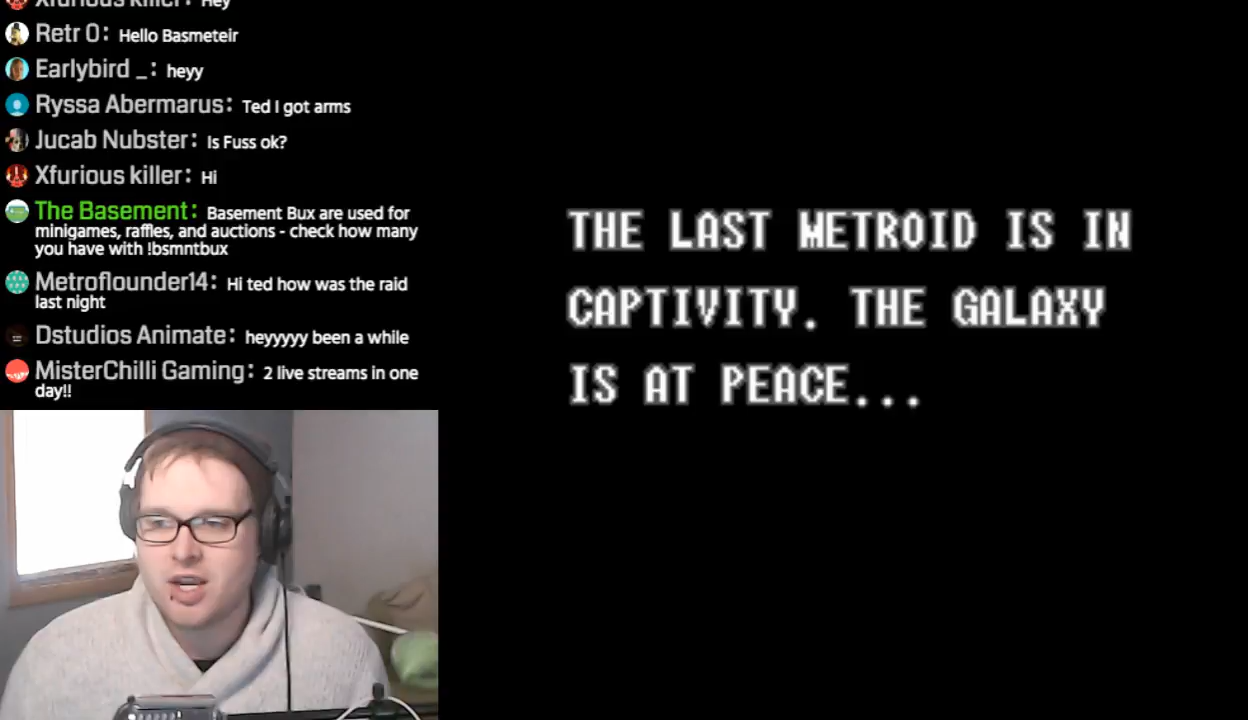 Xfurious killer: Hey
Retr 0: Hello Basmeteir
Earlybird _: heyy
Ryssa Abermarus: Ted I got arms
Jucab Nubster: Is Fuss ok?
Xfurious killer: Hi
The Basement: Basement Bux are used for
minigames, raffles, and auctions - check how many
you have with !bsmntbux
Metroflounder14: Hi ted how was the raid
last night
Dstudios Animate: heyyyyy been a while
MisterChilli Gaming: 2 live streams in one
day!!
THE LAST METROID IS IN
CAPTIVITY. THE GALAXY
IS AT PEACE...